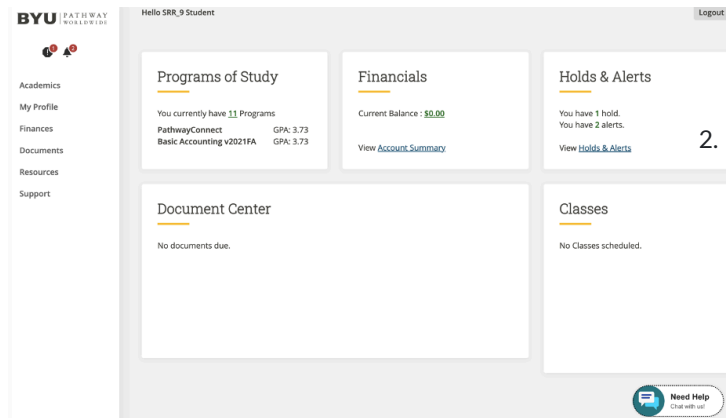 BYU PATHWAY
WORLDWIDE
Hello SRR_9 Student
Logout
1
2
Academics
My Profile
Finances
Documents
Resources
Support
Programs of Study
You currently have 11 Programs
PathwayConnect GPA: 3.73
Basic Accounting v2021FA GPA: 3.73
Financials
Current Balance : $0.00
View Account Summary
Holds & Alerts
You have 1 hold.
You have 2 alerts.
View Holds & Alerts
2.
Document Center
No documents due.
Classes
No Classes scheduled.
Need Help
Chat with us!